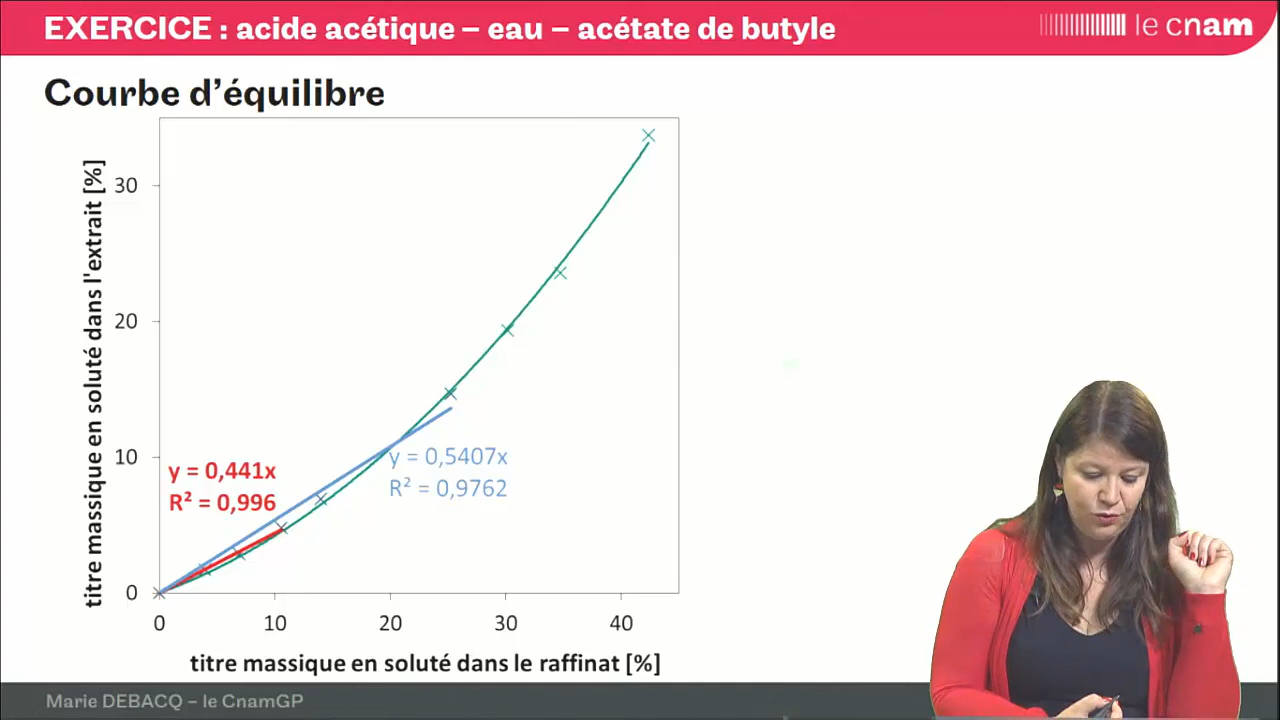 EXERCICE : acide acétique – eau – acétate de butyle
le cnam
Courbe d'équilibre
titre massique en soluté dans l'extrait [%]
30
20
10
0
y = 0,441x
R² = 0,996
y = 0,5407x
R² = 0,9762
0 10 20 30 40
titre massique en soluté dans le raffinat [%]
Marie DEBACQ – le CnamGP